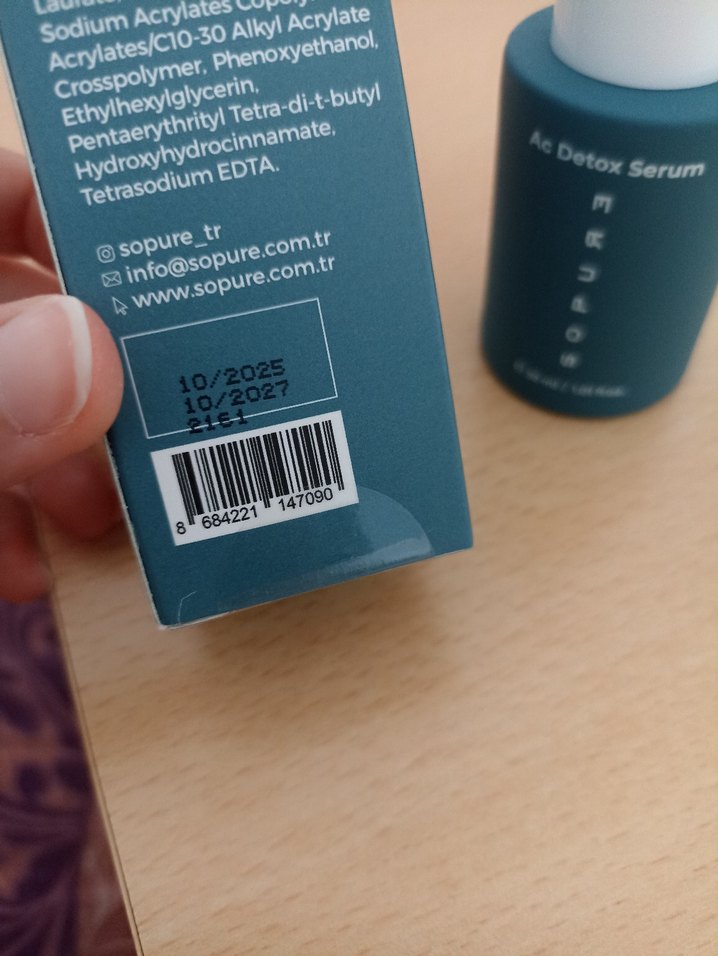 Sodium Acrylates
Acrylates/C10-30 Alkyl Acrylate
Crosspolymer, Phenoxyethanol,
Ethylhexylglycerin,
Pentaerythrityl Tetra-di-t-butyl
Hydroxyhydrocinnamate,
Tetrasodium EDTA.
sopure_tr
info@sopure.com.tr
www.sopure.com.tr
10/2025
10/2027
2161
8 684221 147090
Ac Detox Serum
SOPURE